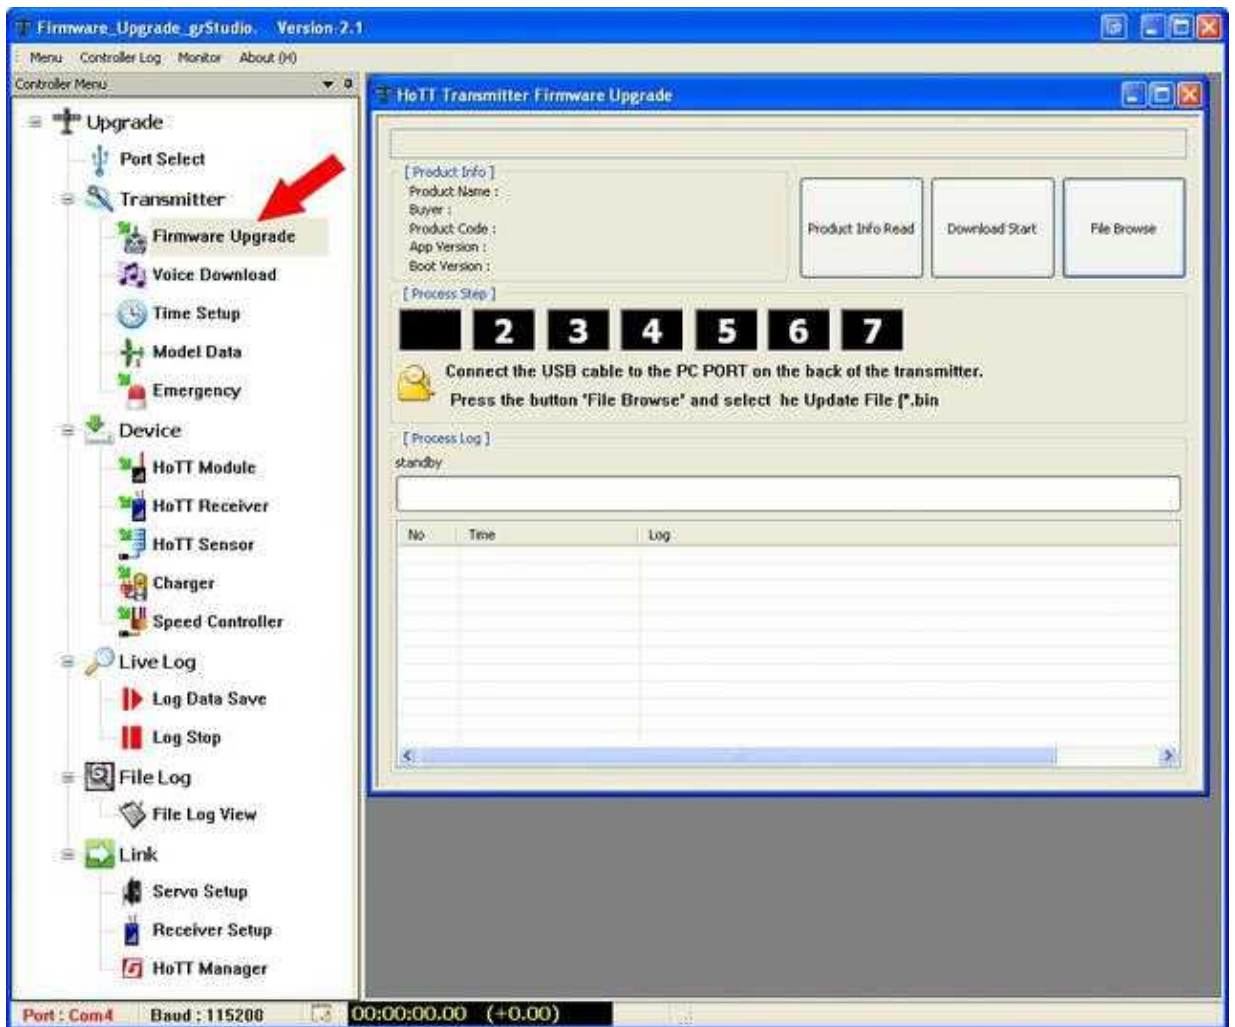 Firmware_Upgrade_grStudio. Version-2.1
Menu Controller Log Monitor About (H)
Controller Menu
Upgrade
Port Select
Transmitter
Firmware Upgrade
Voice Download
Time Setup
Model Data
Emergency
Device
HoTT Module
HoTT Receiver
HoTT Sensor
Charger
Speed Controller
Live Log
Log Data Save
Log Stop
File Log
File Log View
Link
Servo Setup
Receiver Setup
HoTT Manager
HoTT Transmitter Firmware Upgrade
[ Product Info ]
Product Name :
Buyer :
Product Code :
App Version :
Boot Version :
Product Info Read
Download Start
File Browse
[ Process Step ]
2 3 4 5 6 7
Connect the USB cable to the PC PORT on the back of the transmitter.
Press the button 'File Browse' and select he Update File (*.bin
[ Process Log ]
standby
No Time Log
Port : Com4 Baud : 115200 00:00:00.00 (+0.00)